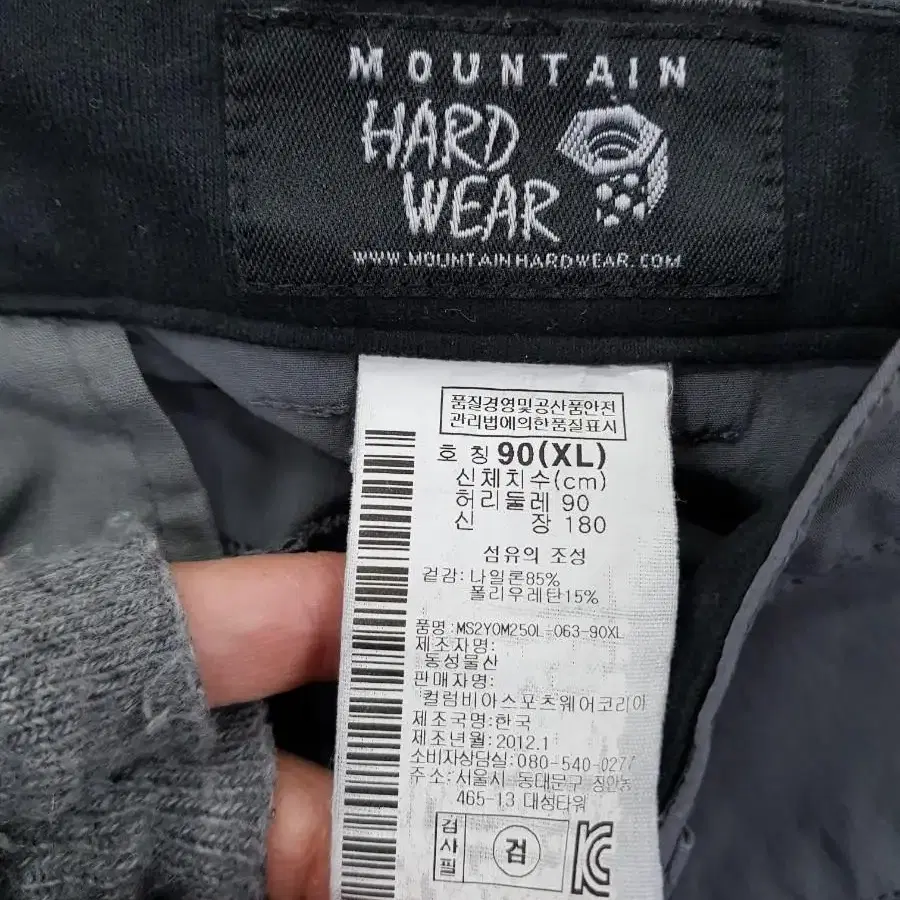 MOUNTAIN
HARD
WEAR
WWW.MOUNTAINHARDWEAR.COM
품질경영및공산품안전
관리법에의한품질표시
호 칭 90(XL)
신체치수(cm)
허리둘레 90
신 장 180
섬유의 조성
겉감: 나일론85%
폴리우레탄15%
품명: MS2YOM250L-063-90XL
제조자명:
동성물산
판매자명:
컬럼비아스포츠웨어코리아
제조국명:한국
제조년월:2012.1
소비자상담실:080-540-0277
주소:서울시 동대문구 장안동
465-13 대성타워
검사필
검